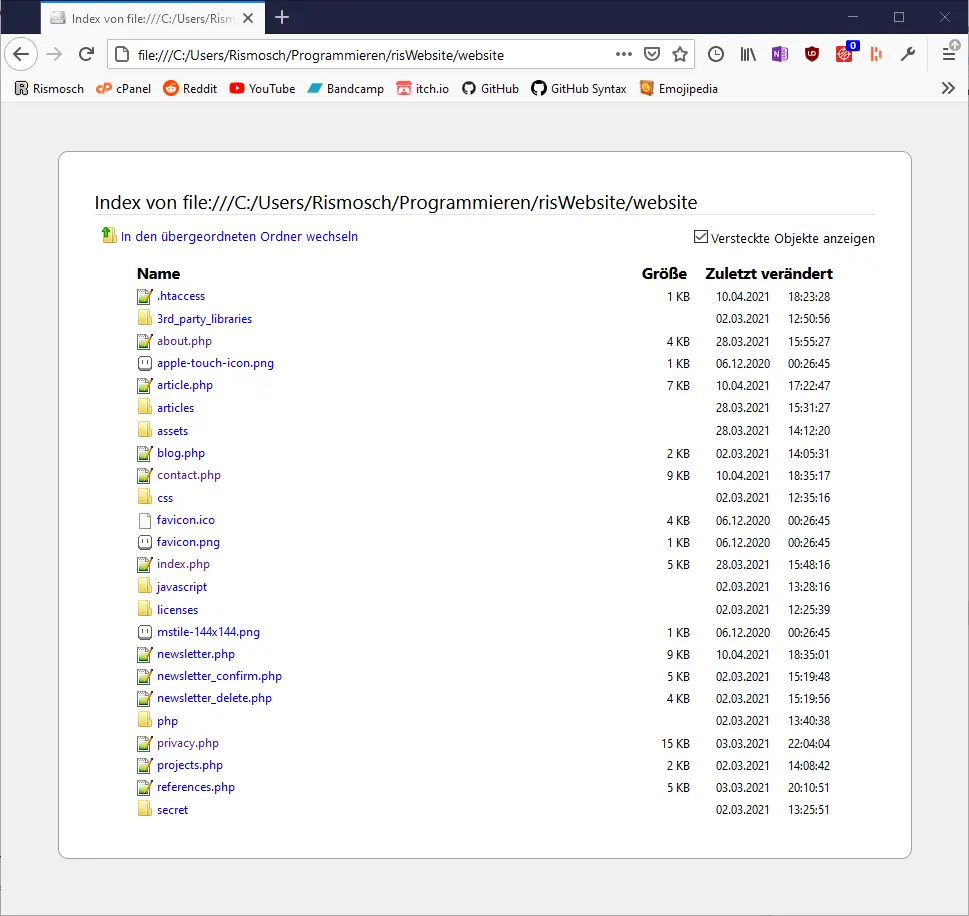 Index von file:///C:/Users/Rism
file:///C:/Users/Rismosch/Programmieren/risWebsite/website
0
Rismosch cPanel Reddit YouTube Bandcamp itch.io GitHub GitHub Syntax Emojipedia
Index von file:///C:/Users/Rismosch/Programmieren/risWebsite/website
In den übergeordneten Ordner wechseln Versteckte Objekte anzeigen
Name Größe Zuletzt verändert
.htaccess 1 KB 10.04.2021 18:23:28
3rd_party_libraries 02.03.2021 12:50:56
about.php 4 KB 28.03.2021 15:55:27
apple-touch-icon.png 1 KB 06.12.2020 00:26:45
article.php 7 KB 10.04.2021 17:22:47
articles 28.03.2021 15:31:27
assets 28.03.2021 14:12:20
blog.php 2 KB 02.03.2021 14:05:31
contact.php 9 KB 10.04.2021 18:35:17
css 02.03.2021 12:35:16
favicon.ico 4 KB 06.12.2020 00:26:45
favicon.png 1 KB 06.12.2020 00:26:45
index.php 5 KB 28.03.2021 15:48:16
javascript 02.03.2021 13:28:16
licenses 02.03.2021 12:25:39
mstile-144x144.png 1 KB 06.12.2020 00:26:45
newsletter.php 9 KB 10.04.2021 18:35:01
newsletter_confirm.php 5 KB 02.03.2021 15:19:48
newsletter_delete.php 4 KB 02.03.2021 15:19:56
php 02.03.2021 13:40:38
privacy.php 15 KB 03.03.2021 22:04:04
projects.php 2 KB 02.03.2021 14:08:42
references.php 5 KB 03.03.2021 20:10:51
secret 02.03.2021 13:25:51